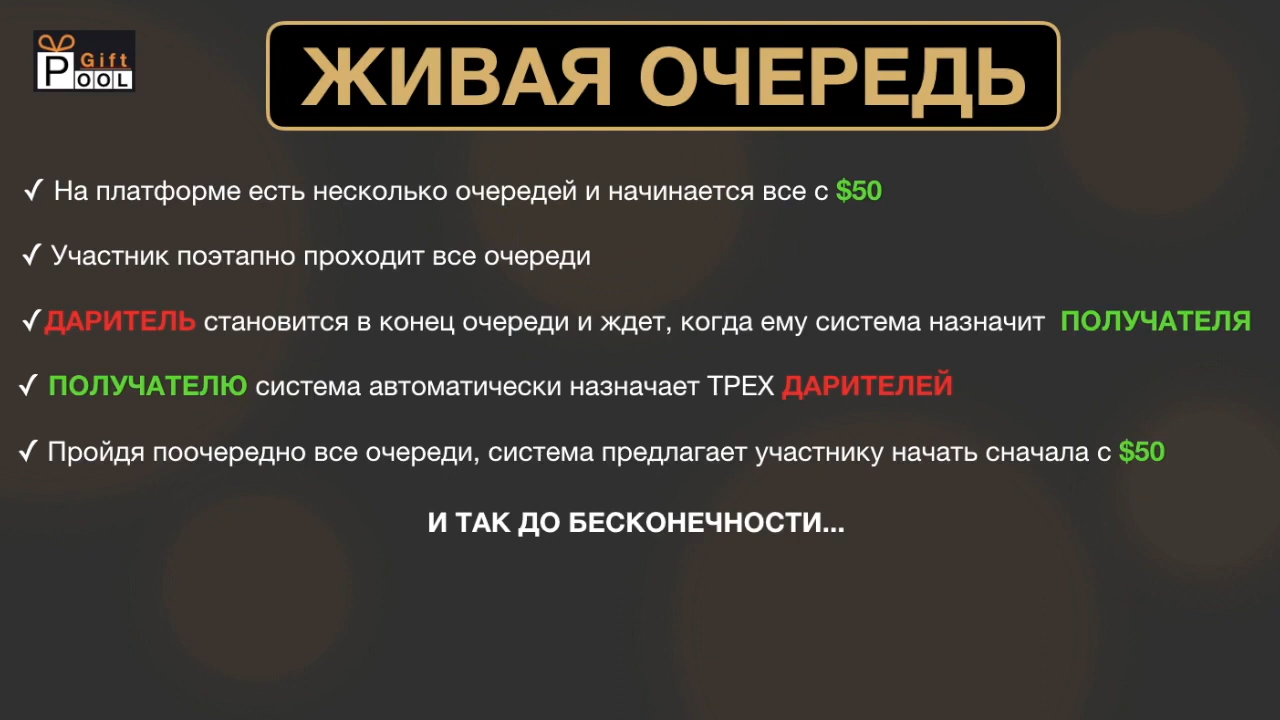 Gift
POOL
ЖИВАЯ ОЧЕРЕДЬ
✓ На платформе есть несколько очередей и начинается все с $50
✓ Участник поэтапно проходит все очереди
✓ДАРИТЕЛЬ становится в конец очереди и ждет, когда ему система назначит ПОЛУЧАТЕЛЯ
✓ ПОЛУЧАТЕЛЮ система автоматически назначает ТРЕХ ДАРИТЕЛЕЙ
✓ Пройдя поочередно все очереди, система предлагает участнику начать сначала с $50
И ТАК ДО БЕСКОНЕЧНОСТИ...